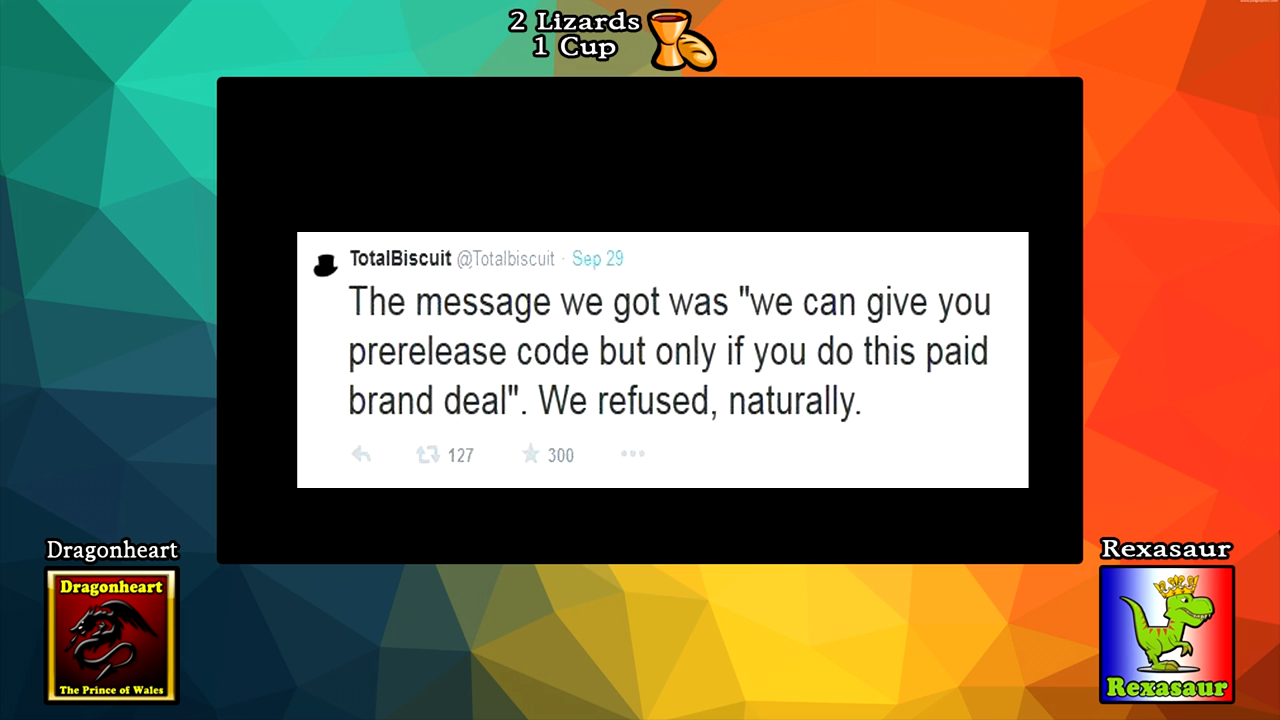 2 Lizards
1 Cup
TotalBiscuit @Totalbiscuit · Sep 29
The message we got was "we can give you
prerelease code but only if you do this paid
brand deal". We refused, naturally.
127 300
Dragonheart
Dragonheart
The Prince of Wales
Rexasaur
Rexasaur